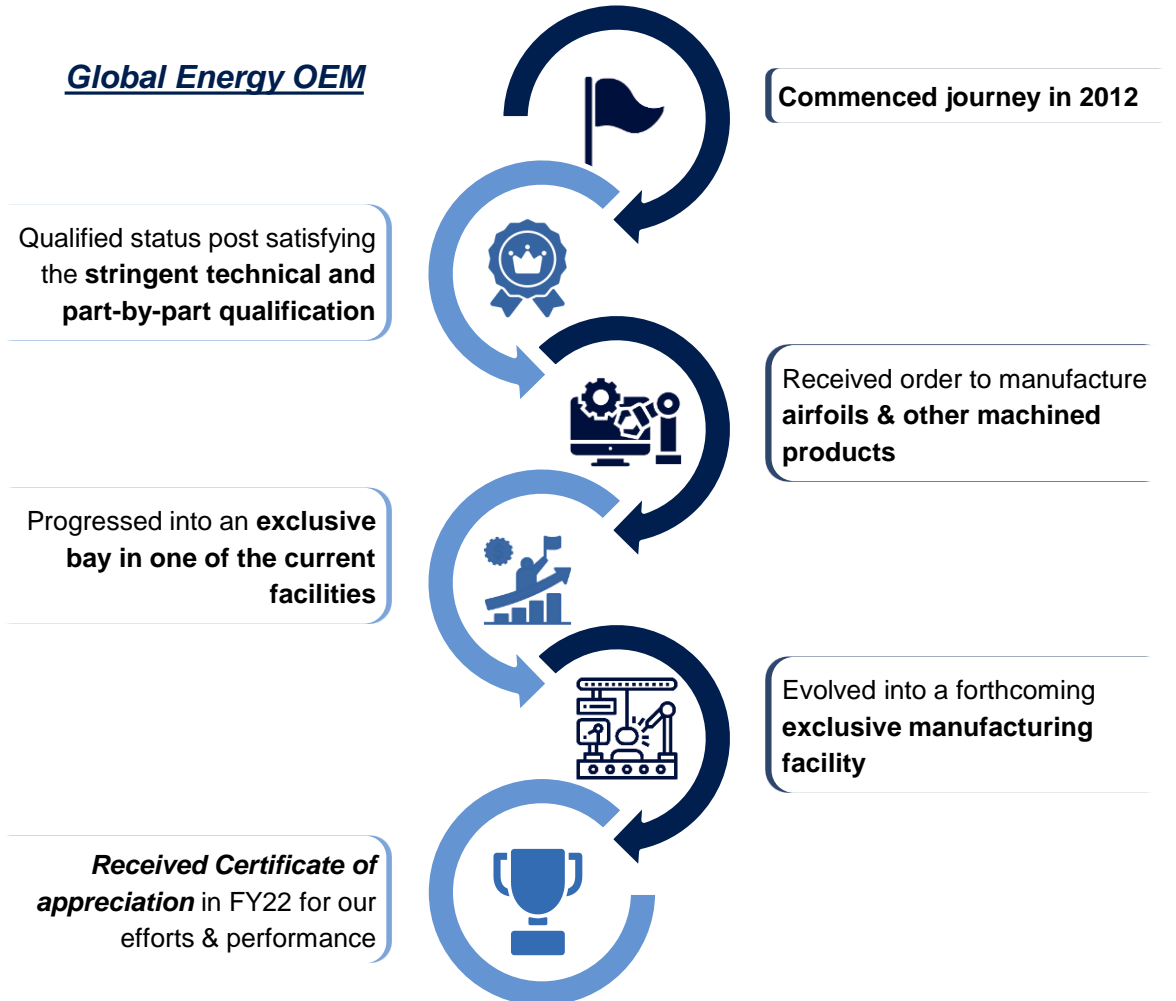 Global Energy OEM
Commenced journey in 2012
Qualified status post satisfying
the stringent technical and
part-by-part qualification
Received order to manufacture
airfoils & other machined
products
Progressed into an exclusive
bay in one of the current
facilities
Evolved into a forthcoming
exclusive manufacturing
facility
Received Certificate of
appreciation in FY22 for our
efforts & performance